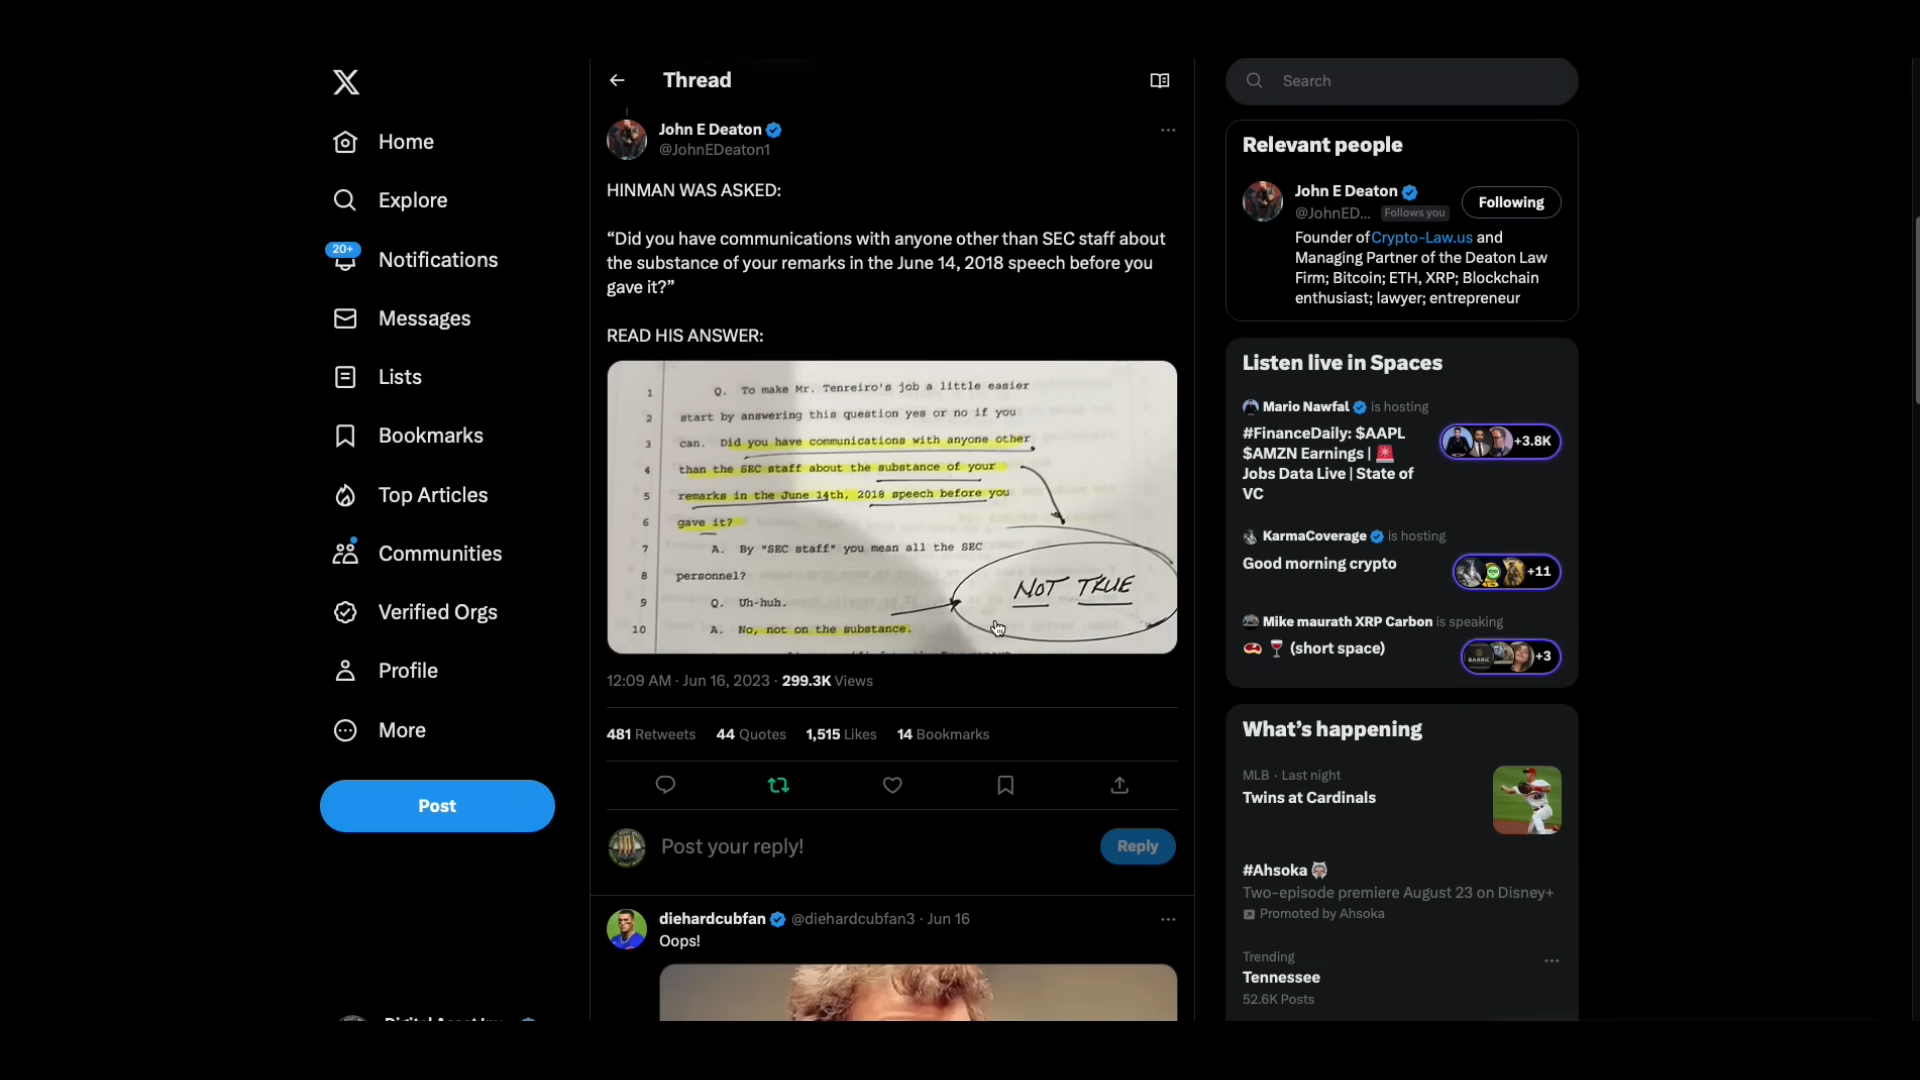 Home
Explore
20+
Notifications
Messages
Lists
Bookmarks
Top Articles
Communities
Verified Orgs
Profile
More
Post
Thread
John E Deaton
@JohnEDeaton1
HINMAN WAS ASKED:
“Did you have communications with anyone other than SEC staff about
the substance of your remarks in the June 14, 2018 speech before you
gave it?”
READ HIS ANSWER:
1 Q. To make Mr. Tenreiro's job a little easier
2 start by answering this question yes or no if you
3 can. Did you have communications with anyone other
4 than the SEC staff about the substance of your
5 remarks in the June 14th, 2018 speech before you
6 gave it?
7 A. By "SEC staff" you mean all the SEC
8 personnel?
9 Q. Uh-huh.
10 A. No, not on the substance.
NOT TRUE
12:09 AM · Jun 16, 2023 · 299.3K Views
481 Retweets 44 Quotes 1,515 Likes 14 Bookmarks
Post your reply!
Reply
diehardcubfan @diehardcubfan3 · Jun 16
Oops!
Search
Relevant people
John E Deaton
@JohnED... Follows you
Following
Founder of Crypto-Law.us and
Managing Partner of the Deaton Law
Firm; Bitcoin; ETH, XRP; Blockchain
enthusiast; lawyer; entrepreneur
Listen live in Spaces
Mario Nawfal is hosting
#FinanceDaily: $AAPL
$AMZN Earnings | 🚨
Jobs Data Live | State of
VC
+3.8K
KarmaCoverage is hosting
Good morning crypto
+11
Mike maurath XRP Carbon is speaking
🥩 🍷 (short space)
+3
What’s happening
MLB · Last night
Twins at Cardinals
#Ahsoka
Two-episode premiere August 23 on Disney+
Promoted by Ahsoka
Trending
Tennessee
52.6K Posts